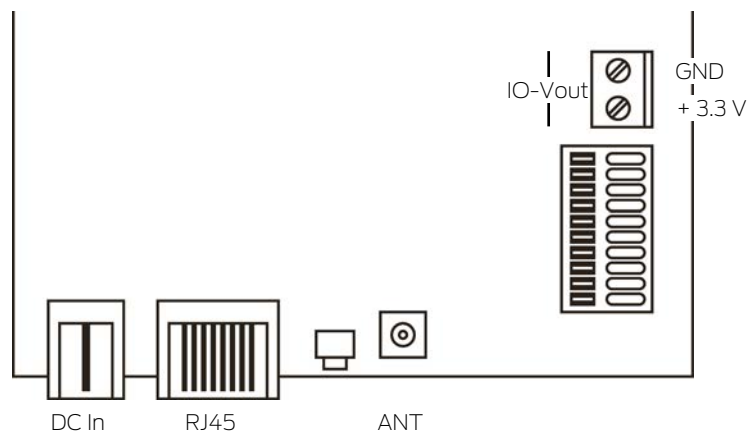 GND
IO-Vout
+ 3.3 V
DC In
RJ45
ANT